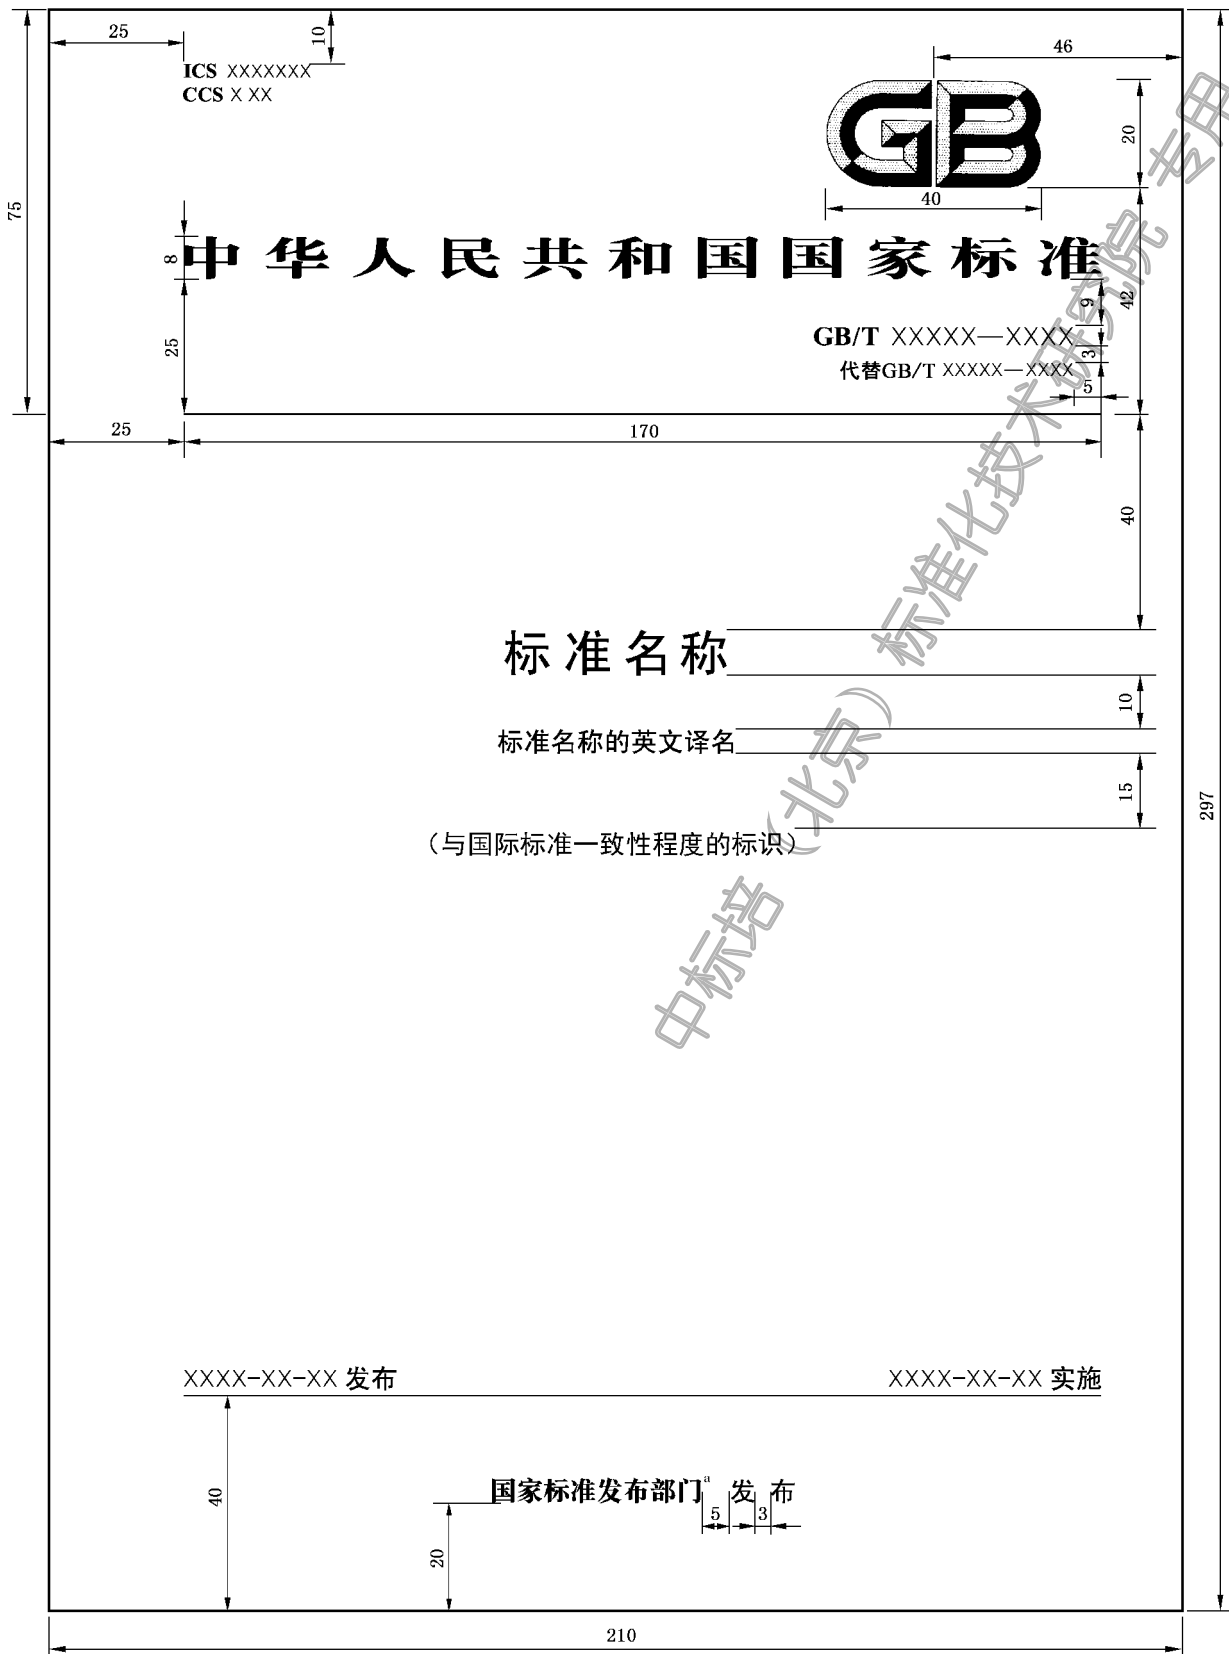 25
10
46
ICS XXXXXXX
CCS X XX
GB
20
40
75
8
中华人民共和国国家标准
9
42
25
GB/T XXXXX—XXXX
3
代替GB/T XXXXX—XXXX
5
25
170
40
标准名称
10
标准名称的英文译名
15
297
(与国际标准一致性程度的标识)
中标培(北京)标准化技术研究院 专用
XXXX-XX-XX 发布
XXXX-XX-XX 实施
40
国家标准发布部门a 发布
5
3
20
210